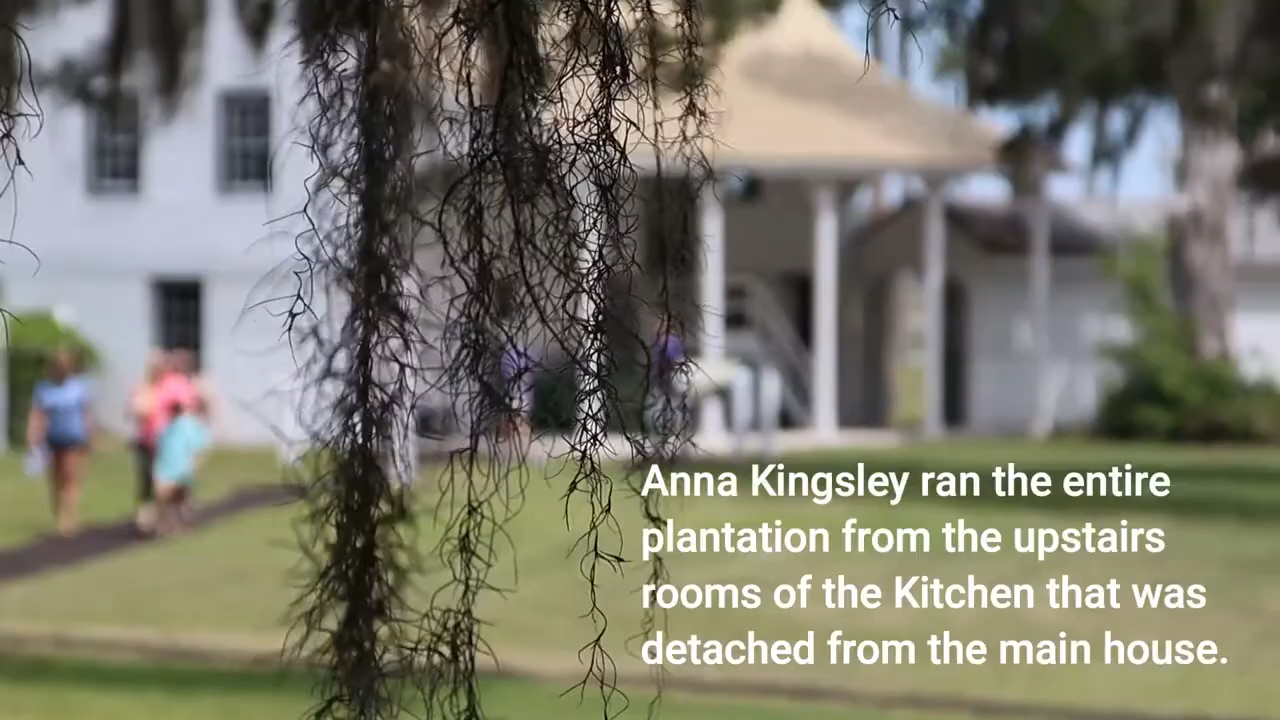 Anna Kingsley ran the entire
plantation from the upstairs
rooms of the Kitchen that was
detached from the main house.